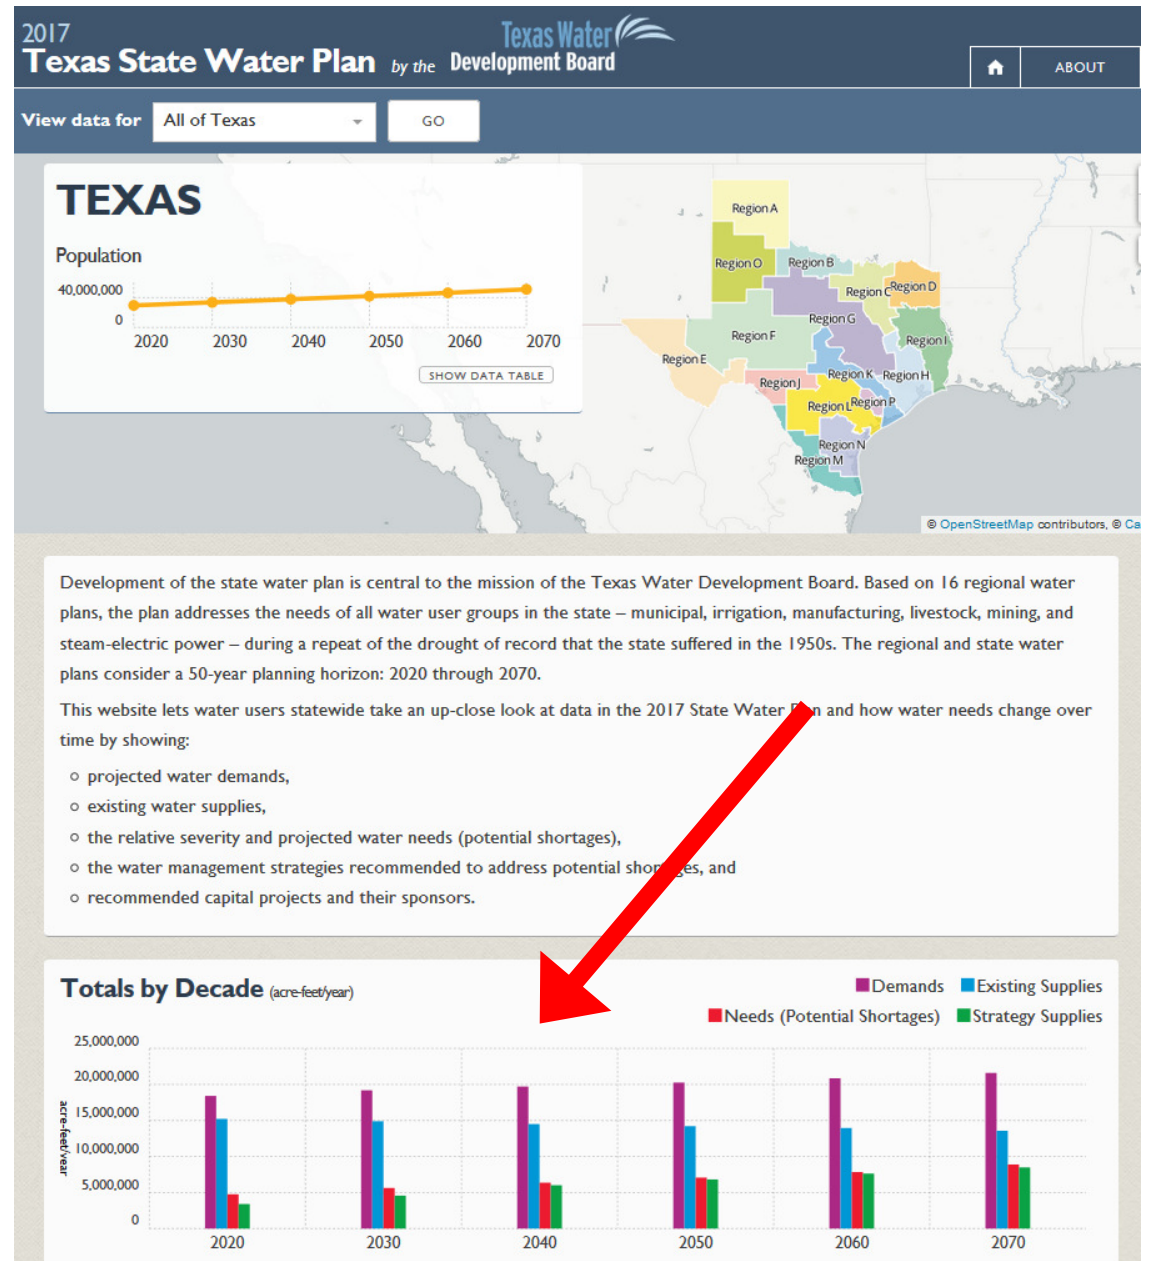 2017
Texas State Water Plan by the Texas Water Development Board
ABOUT
View data for All of Texas GO
TEXAS
Population
40,000,000
0
2020 2030 2040 2050 2060 2070
SHOW DATA TABLE
Region A
Region O
Region B
Region C
Region D
Region G
Region F
Region I
Region E
Region K
Region H
Region J
Region L
Region P
Region N
Region M
© OpenStreetMap contributors, © Ca
Development of the state water plan is central to the mission of the Texas Water Development Board. Based on 16 regional water
plans, the plan addresses the needs of all water user groups in the state – municipal, irrigation, manufacturing, livestock, mining, and
steam-electric power – during a repeat of the drought of record that the state suffered in the 1950s. The regional and state water
plans consider a 50-year planning horizon: 2020 through 2070.
This website lets water users statewide take an up-close look at data in the 2017 State Water Plan and how water needs change over
time by showing:
projected water demands,
existing water supplies,
the relative severity and projected water needs (potential shortages),
the water management strategies recommended to address potential shortages, and
recommended capital projects and their sponsors.
Totals by Decade (acre-feet/year)
Demands Existing Supplies
Needs (Potential Shortages) Strategy Supplies
25,000,000
20,000,000
15,000,000
10,000,000
5,000,000
0
acre-feet/year
2020 2030 2040 2050 2060 2070